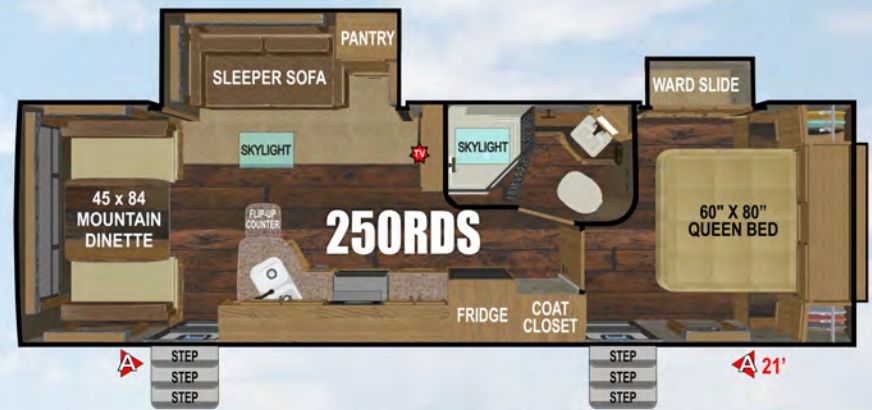 PANTRY
SLEEPER SOFA
WARD SLIDE
SKYLIGHT
TV
SKYLIGHT
45 x 84
MOUNTAIN
DINETTE
60" X 80”
QUEEN BED
FLIP-UP
COUNTER
250RDS
FRIDGE
COAT
CLOSET
A
STEP
STEP
STEP
STEP
STEP
STEP
A 21'